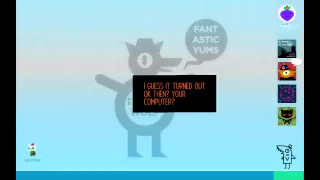 FANT
ASTIC
YUMS
I GUESS IT TURNED OUT
OK THEN? YOUR
COMPUTER?